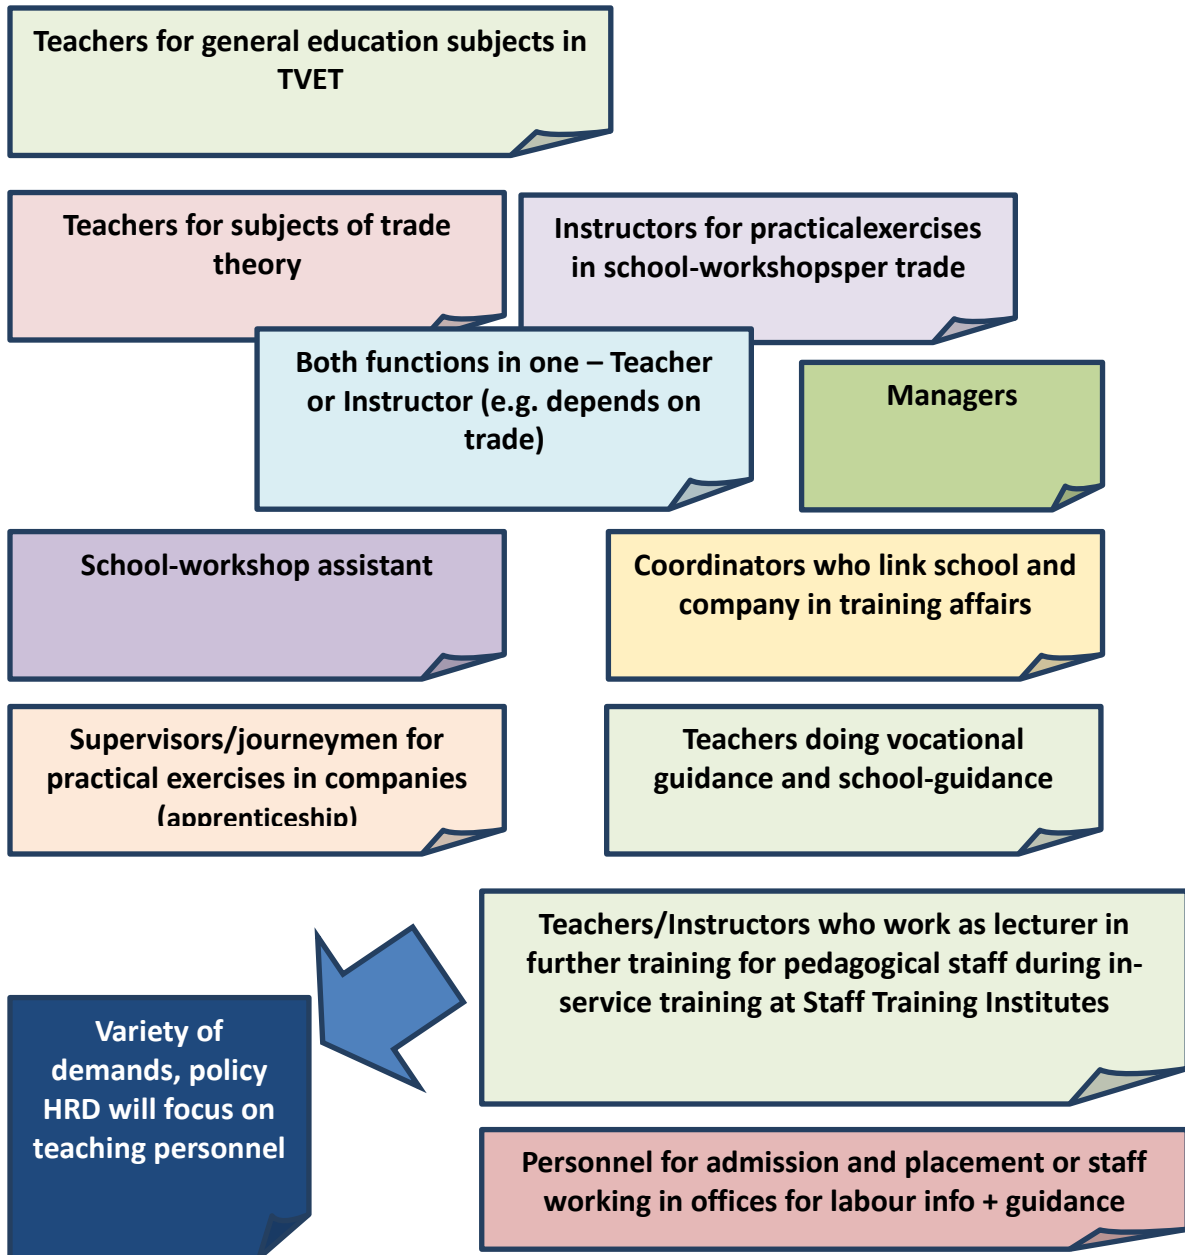 Teachers for general education subjects in
TVET
Teachers for subjects of trade
theory
Instructors for practicalexercises
in school-workshopsper trade
Both functions in one – Teacher
or Instructor (e.g. depends on
trade)
Managers
School-workshop assistant
Coordinators who link school and
company in training affairs
Supervisors/journeymen for
practical exercises in companies
(apprenticeship)
Teachers doing vocational
guidance and school-guidance
Teachers/Instructors who work as lecturer in
further training for pedagogical staff during in-
service training at Staff Training Institutes
Variety of
demands, policy
HRD will focus on
teaching personnel
Personnel for admission and placement or staff
working in offices for labour info + guidance